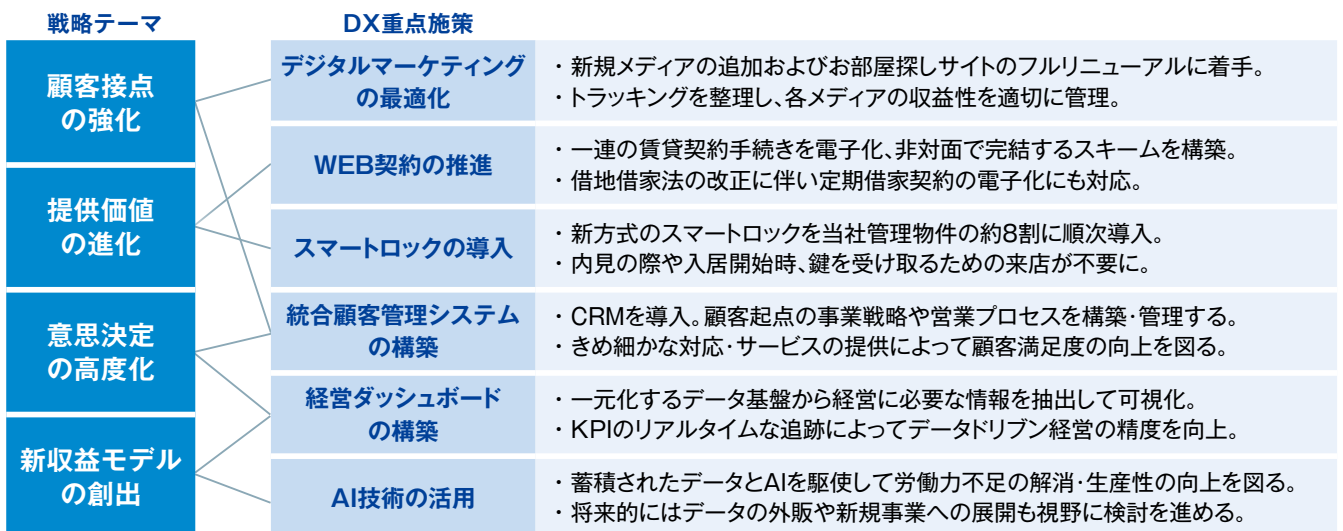 戦略テーマ
DX重点施策
顧客接点
の強化
提供価値
の進化
意思決定
の高度化
新収益モデル
の創出
デジタルマーケティング
の最適化
・新規メディアの追加およびお部屋探しサイトのフルリニューアルに着手。
・トラッキングを整理し、各メディアの収益性を適切に管理。
WEB契約の推進
・一連の賃貸契約手続きを電子化、非対面で完結するスキームを構築。
・借地借家法の改正に伴い定期借家契約の電子化にも対応。
スマートロックの導入
・新方式のスマートロックを当社管理物件の約8割に順次導入。
・内見の際や入居開始時、鍵を受け取るための来店が不要に。
統合顧客管理システム
の構築
・CRMを導入。顧客起点の事業戦略や営業プロセスを構築・管理する。
・きめ細かな対応・サービスの提供によって顧客満足度の向上を図る。
経営ダッシュボード
の構築
・一元化するデータ基盤から経営に必要な情報を抽出して可視化。
・KPIのリアルタイムな追跡によってデータドリブン経営の精度を向上。
AI技術の活用
・蓄積されたデータとAIを駆使して労働力不足の解消・生産性の向上を図る。
・将来的にはデータの外販や新規事業への展開も視野に検討を進める。